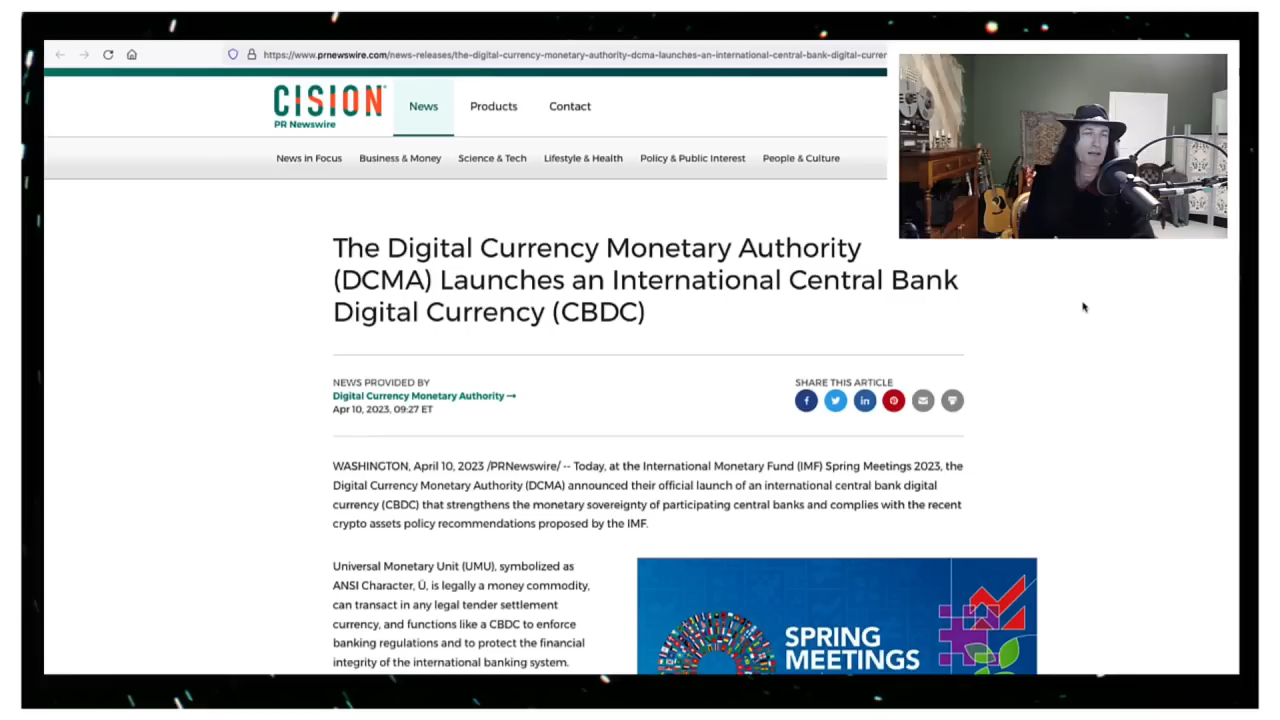 https://www.prnewswire.com/news-releases/the-digital-currency-monetary-authority-dcma-launches-an-international-central-bank-digital-currer
CISION
PR Newswire
News
Products
Contact
News in Focus
Business & Money
Science & Tech
Lifestyle & Health
Policy & Public Interest
People & Culture
The Digital Currency Monetary Authority
(DCMA) Launches an International Central Bank
Digital Currency (CBDC)
NEWS PROVIDED BY
Digital Currency Monetary Authority →
Apr 10, 2023, 09:27 ET
SHARE THIS ARTICLE
WASHINGTON, April 10, 2023 /PRNewswire/ -- Today, at the International Monetary Fund (IMF) Spring Meetings 2023, the
Digital Currency Monetary Authority (DCMA) announced their official launch of an international central bank digital
currency (CBDC) that strengthens the monetary sovereignty of participating central banks and complies with the recent
crypto assets policy recommendations proposed by the IMF.
Universal Monetary Unit (UMU), symbolized as
ANSI Character, Ü, is legally a money commodity,
can transact in any legal tender settlement
currency, and functions like a CBDC to enforce
banking regulations and to protect the financial
integrity of the international banking system.
SPRING
MEETINGS